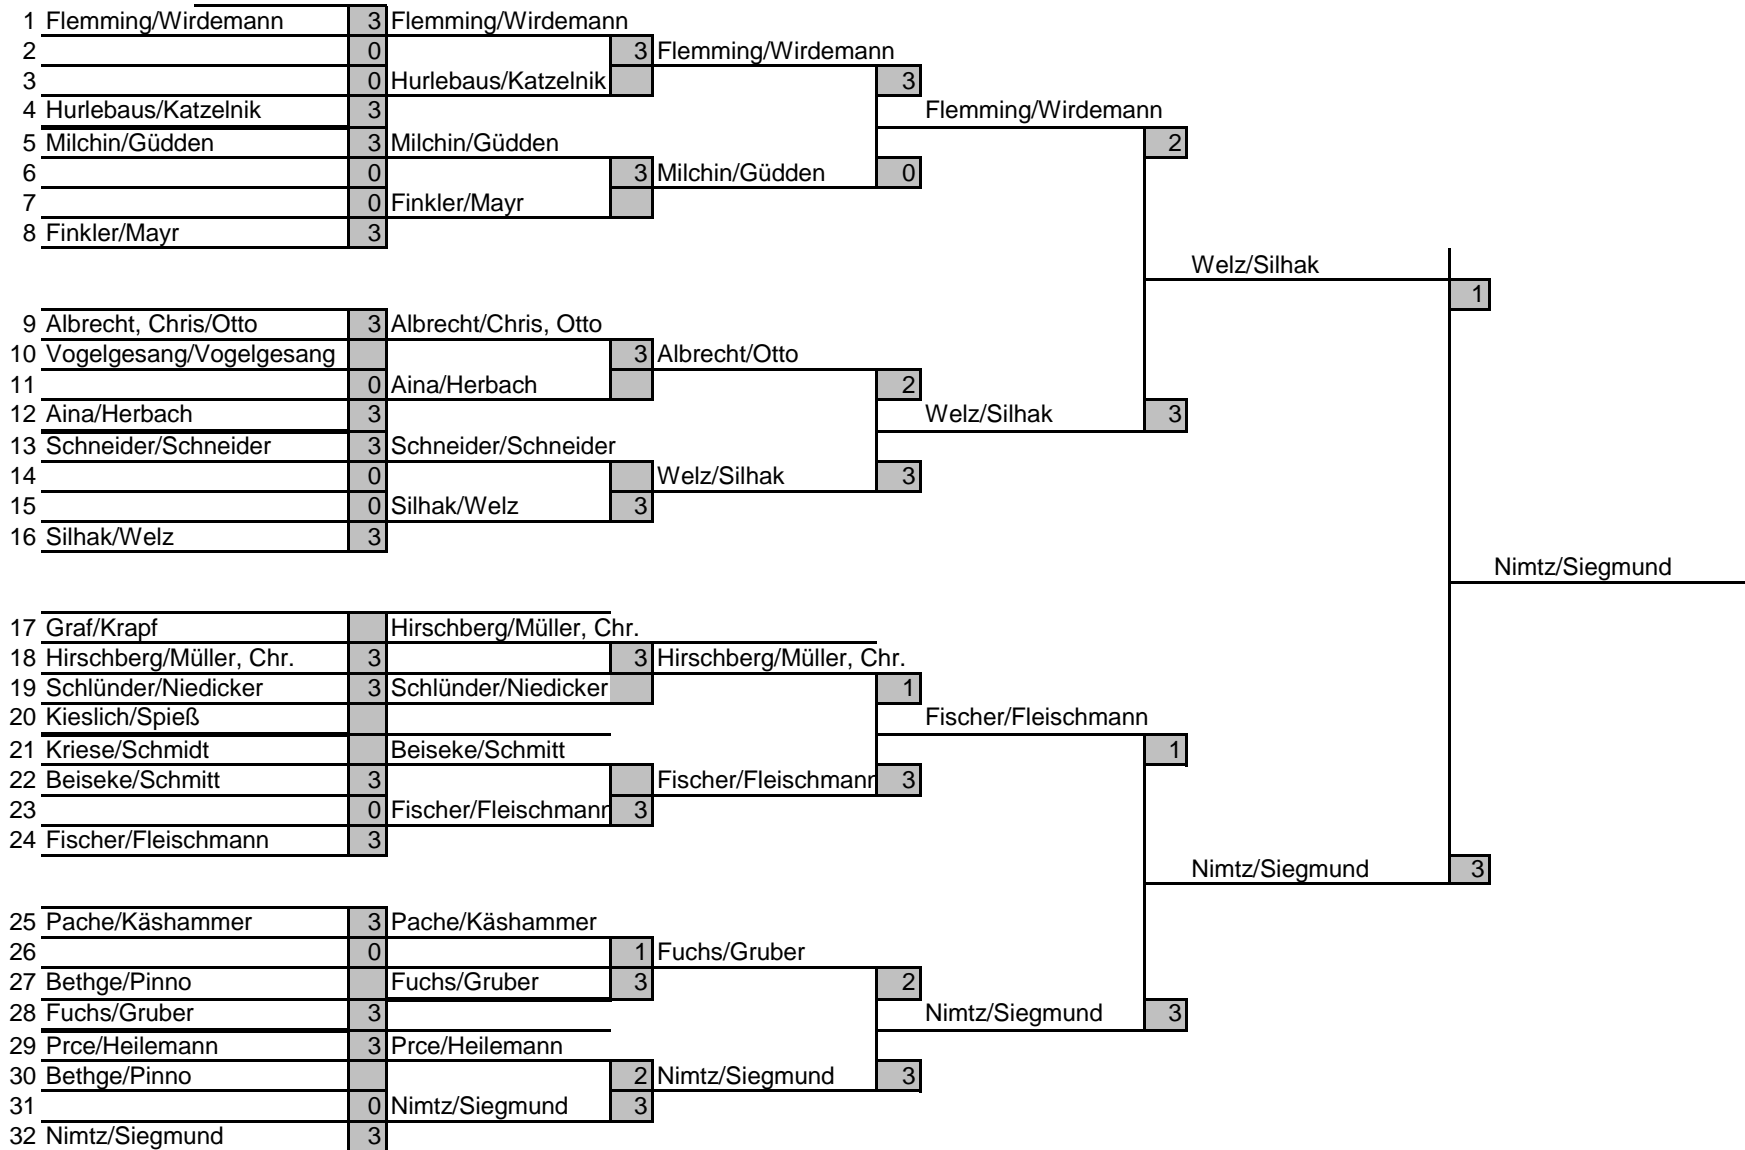 1 Flemming/Wirdemann 3 Flemming/Wirdemann
2 0 3 Flemming/Wirdemann
3 0 Hurlebaus/Katzelnik 3
4 Hurlebaus/Katzelnik 3 Flemming/Wirdemann
5 Milchin/Güdden 3 Milchin/Güdden 2
6 0 3 Milchin/Güdden 0
7 0 Finkler/Mayr
8 Finkler/Mayr 3
Welz/Silhak
1
9 Albrecht, Chris/Otto 3 Albrecht/Chris, Otto
10 Vogelgesang/Vogelgesang 3 Albrecht/Otto
11 0 Aina/Herbach 2
12 Aina/Herbach 3 Welz/Silhak 3
13 Schneider/Schneider 3 Schneider/Schneider
14 0 Welz/Silhak 3
15 0 Silhak/Welz 3
16 Silhak/Welz 3
Nimtz/Siegmund
17 Graf/Krapf Hirschberg/Müller, Chr.
18 Hirschberg/Müller, Chr. 3 3 Hirschberg/Müller, Chr.
19 Schlünder/Niedicker 3 Schlünder/Niedicker 1
20 Kieslich/Spieß Fischer/Fleischmann
21 Kriese/Schmidt Beiseke/Schmitt 1
22 Beiseke/Schmitt 3 Fischer/Fleischmann 3
23 0 Fischer/Fleischmann 3
24 Fischer/Fleischmann 3
Nimtz/Siegmund 3
25 Pache/Käshammer 3 Pache/Käshammer
26 0 1 Fuchs/Gruber
27 Bethge/Pinno Fuchs/Gruber 3 2
28 Fuchs/Gruber 3 Nimtz/Siegmund 3
29 Prce/Heilemann 3 Prce/Heilemann
30 Bethge/Pinno 2 Nimtz/Siegmund 3
31 0 Nimtz/Siegmund 3
32 Nimtz/Siegmund 3